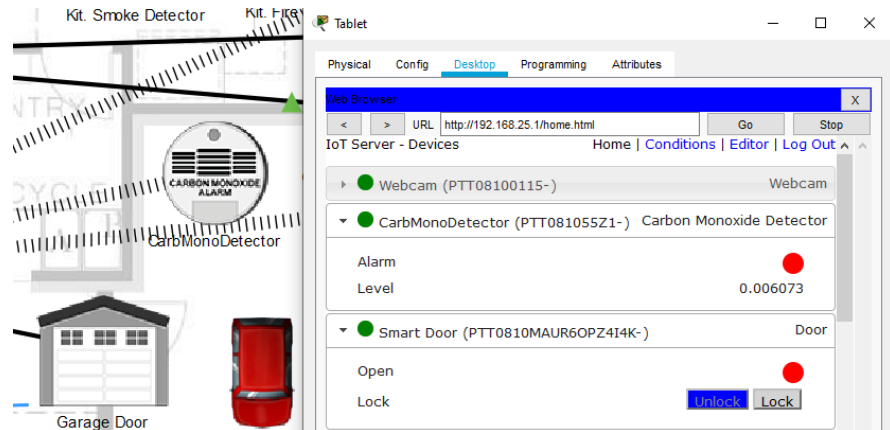 Kit. Smoke Detector
CARBON MONOXIDE
ALARM
CarbMonoDetector
Garage Door
Tablet
Physical Config Desktop Programming Attributes
Web Browser X
< > URL http://192.168.25.1/home.html Go Stop
IoT Server - Devices Home | Conditions | Editor | Log Out
Webcam (PTT08100115-) Webcam
CarbMonoDetector (PTT081055Z1-) Carbon Monoxide Detector
Alarm
Level 0.006073
Smart Door (PTT0810MAUR6OPZ4I4K-) Door
Open
Lock Unlock Lock